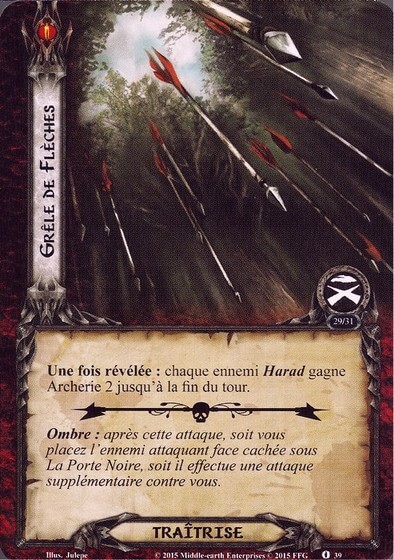 GRÊLE DE FLÈCHES
29/31
Une fois révélée : chaque ennemi Harad gagne
Archerie 2 jusqu'à la fin du tour.
Ombre : après cette attaque, soit vous
placez l'ennemi attaquant face cachée sous
La Porte Noire, soit il effectue une attaque
supplémentaire contre vous.
TRAÎTRISE
Illus. Julepe © 2015 Middle-earth Enterprises © 2015 FFG 39